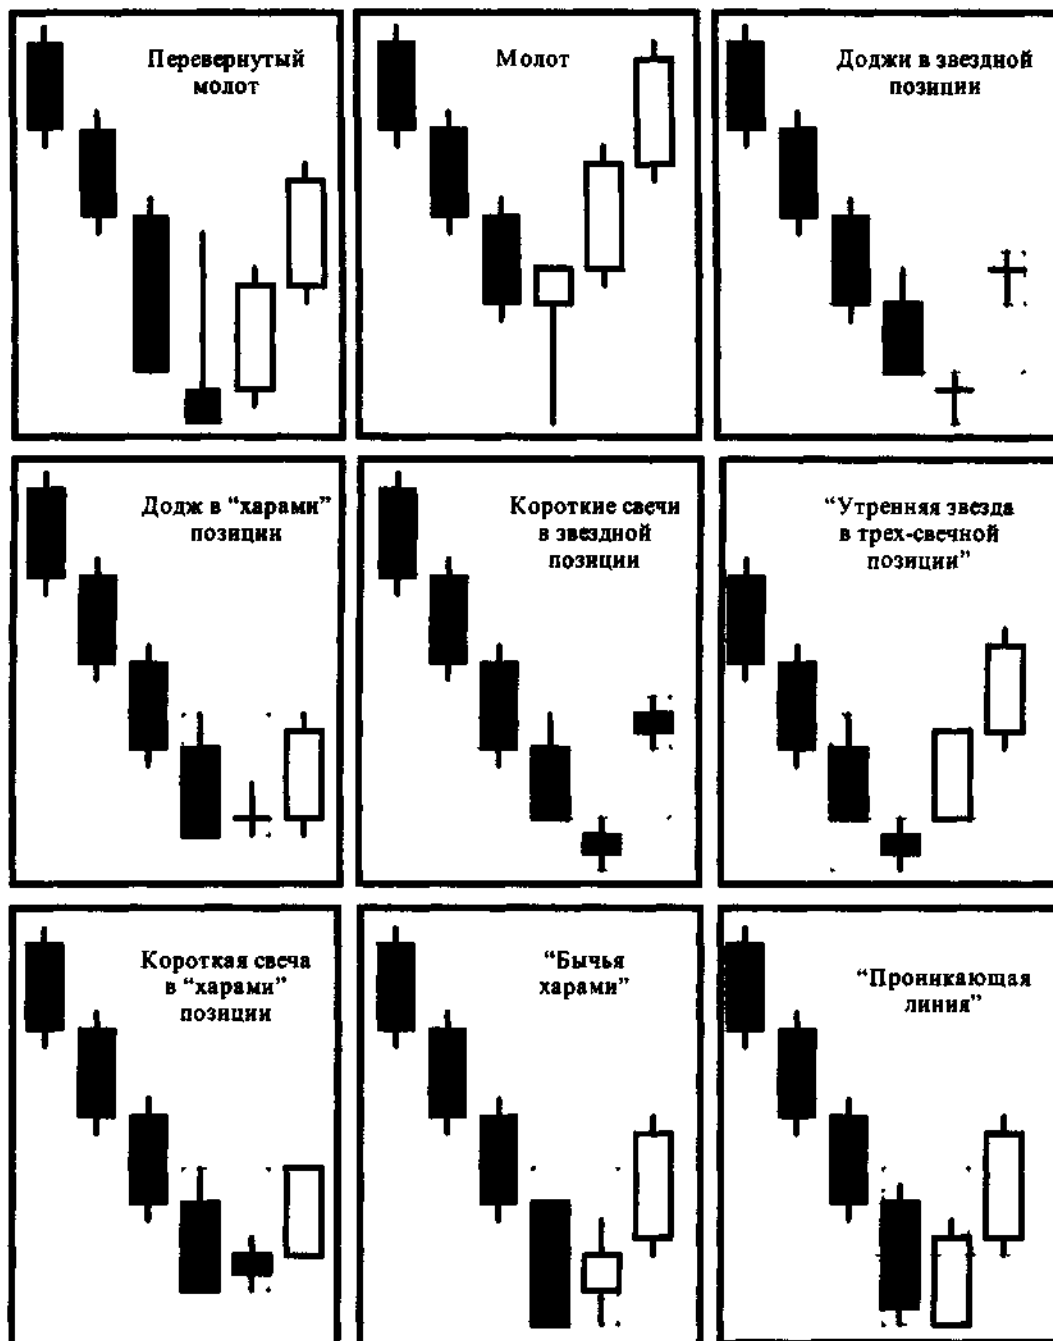 Перевернутый
молот
Молот
Доджи в звездной
позиции
Додж в “харами”
позиции
Короткие свечи
в звездной
позиции
“Утренняя звезда
в трех-свечной
позиции”
Короткая свеча
в “харами”
позиции
“Бычья
харами”
“Проникающая
линия”